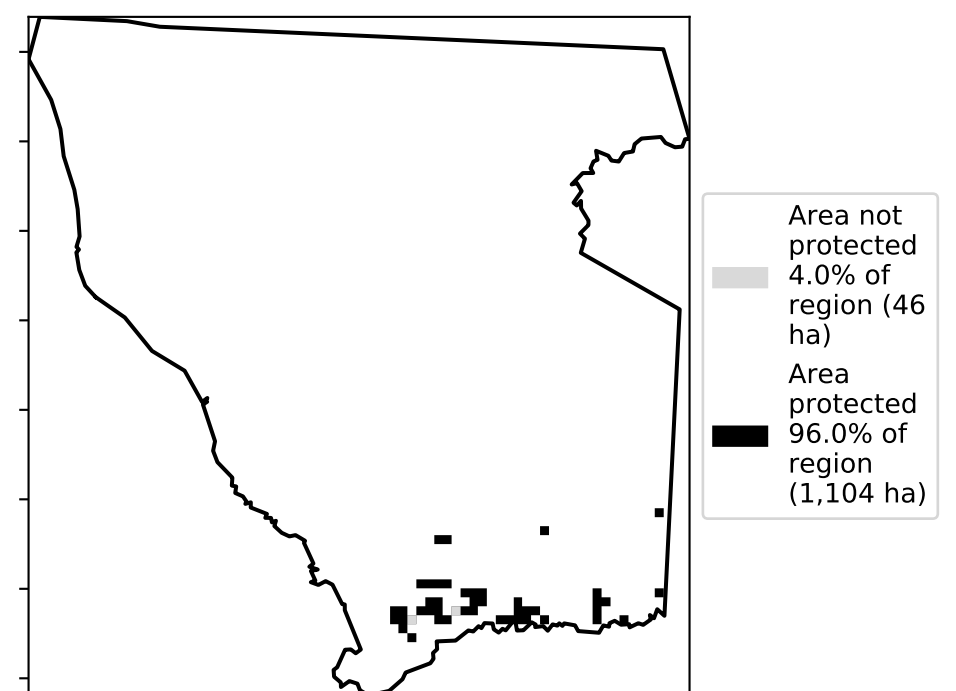 Area not
protected
4.0% of
region (46
ha)
Area
protected
96.0% of
region
(1,104 ha)